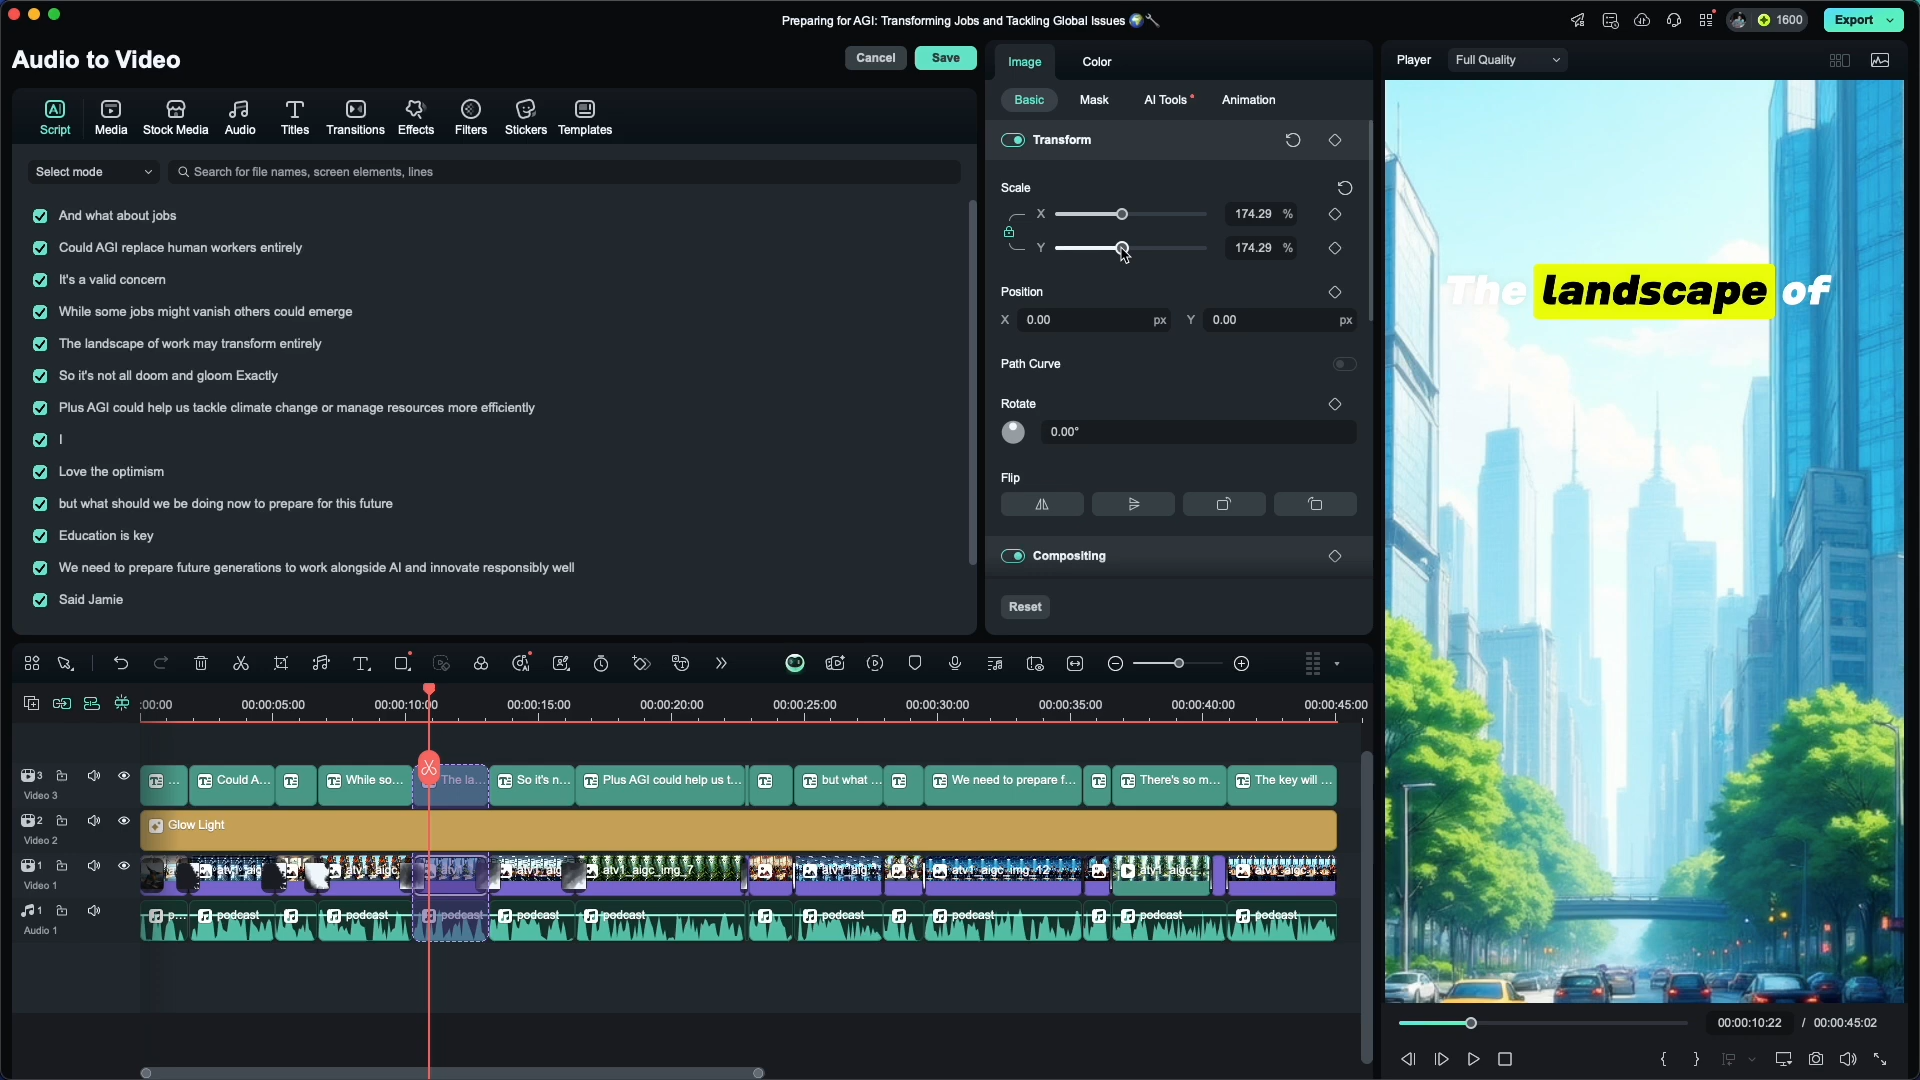 Preparing for AGI: Transforming Jobs and Tackling Global Issues
1600
Export
Audio to Video
Cancel
Save
Script
Media
Stock Media
Audio
Titles
Transitions
Effects
Filters
Stickers
Templates
Select mode
Search for file names, screen elements, lines
And what about jobs
Could AGI replace human workers entirely
It's a valid concern
While some jobs might vanish others could emerge
The landscape of work may transform entirely
So it's not all doom and gloom Exactly
Plus AGI could help us tackle climate change or manage resources more efficiently
I
Love the optimism
but what should we be doing now to prepare for this future
Education is key
We need to prepare future generations to work alongside AI and innovate responsibly well
Said Jamie
Image
Color
Basic
Mask
AI Tools
Animation
Transform
Scale
X 174.29 %
Y 174.29 %
Position
X 0.00 px Y 0.00 px
Path Curve
Rotate
0.00°
Flip
Compositing
Reset
Player
Full Quality
The landscape of
00:00:10:22 / 00:00:45:02
:00:00
00:00:05:00
00:00:10:00
00:00:15:00
00:00:20:00
00:00:25:00
00:00:30:00
00:00:35:00
00:00:40:00
00:00:45:00
3
Video 3
...
Could A...
While so...
The la...
So it's n...
Plus AGI could help us t...
but what ...
We need to prepare f...
There's so m...
The key will ...
2
Video 2
Glow Light
1
Video 1
atv1_aigc_img_7
atv1_aigc_img_12
1
Audio 1
p...
podcast
podcast
podcast
podcast
podcast
podcast
podcast
podcast
podcast